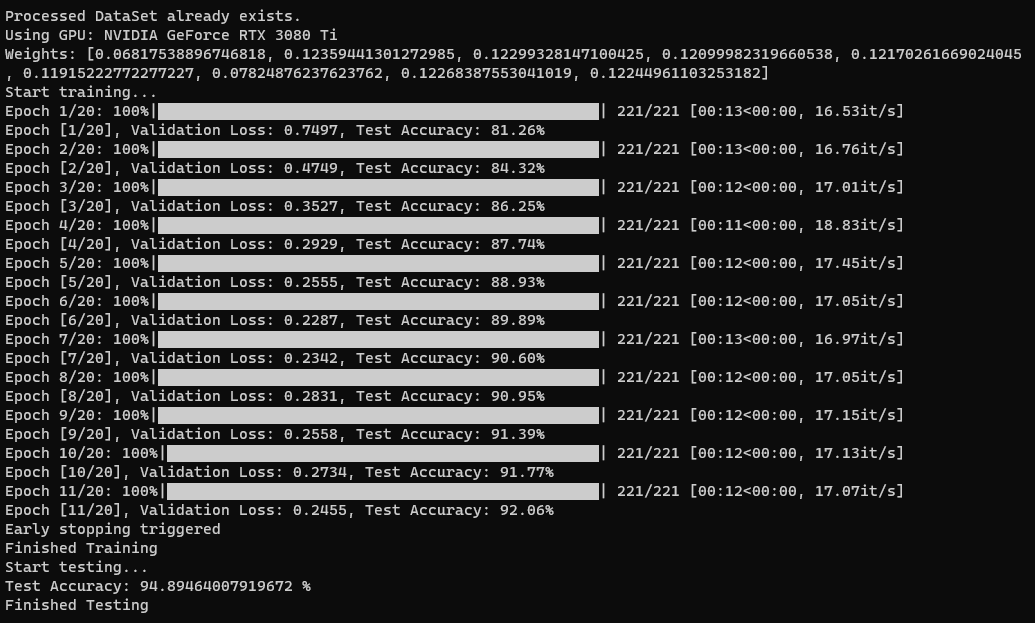 Processed DataSet already exists.
Using GPU: NVIDIA GeForce RTX 3080 Ti
Weights: [0.06817538896746818, 0.12359441301272985, 0.12299328147100425, 0.12099982319660538, 0.12170261669024045
, 0.11915222772277227, 0.07824876237623762, 0.12268387553041019, 0.12244961103253182]
Start training...
Epoch 1/20: 100%|          | 221/221 [00:13<00:00, 16.53it/s]
Epoch [1/20], Validation Loss: 0.7497, Test Accuracy: 81.26%
Epoch 2/20: 100%|          | 221/221 [00:13<00:00, 16.76it/s]
Epoch [2/20], Validation Loss: 0.4749, Test Accuracy: 84.32%
Epoch 3/20: 100%|          | 221/221 [00:12<00:00, 17.01it/s]
Epoch [3/20], Validation Loss: 0.3527, Test Accuracy: 86.25%
Epoch 4/20: 100%|          | 221/221 [00:11<00:00, 18.83it/s]
Epoch [4/20], Validation Loss: 0.2929, Test Accuracy: 87.74%
Epoch 5/20: 100%|          | 221/221 [00:12<00:00, 17.45it/s]
Epoch [5/20], Validation Loss: 0.2555, Test Accuracy: 88.93%
Epoch 6/20: 100%|          | 221/221 [00:12<00:00, 17.05it/s]
Epoch [6/20], Validation Loss: 0.2287, Test Accuracy: 89.89%
Epoch 7/20: 100%|          | 221/221 [00:13<00:00, 16.97it/s]
Epoch [7/20], Validation Loss: 0.2342, Test Accuracy: 90.60%
Epoch 8/20: 100%|          | 221/221 [00:12<00:00, 17.05it/s]
Epoch [8/20], Validation Loss: 0.2831, Test Accuracy: 90.95%
Epoch 9/20: 100%|          | 221/221 [00:12<00:00, 17.15it/s]
Epoch [9/20], Validation Loss: 0.2558, Test Accuracy: 91.39%
Epoch 10/20: 100%|          | 221/221 [00:12<00:00, 17.13it/s]
Epoch [10/20], Validation Loss: 0.2734, Test Accuracy: 91.77%
Epoch 11/20: 100%|          | 221/221 [00:12<00:00, 17.07it/s]
Epoch [11/20], Validation Loss: 0.2455, Test Accuracy: 92.06%
Early stopping triggered
Finished Training
Start testing...
Test Accuracy: 94.89464007919672 %
Finished Testing